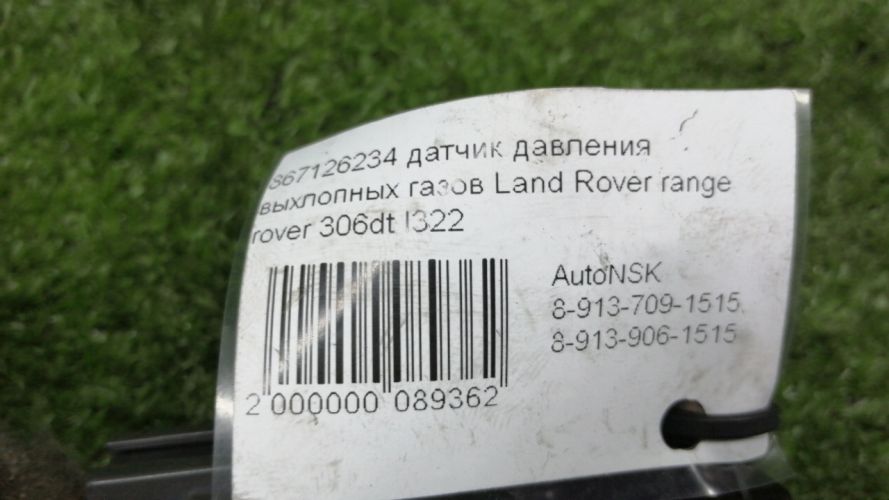 867126234 датчик давления
выхлопных газов Land Rover range
rover 306dt l322
AutoNSK
8-913-709-1515
8-913-906-1515
2 000000 089362